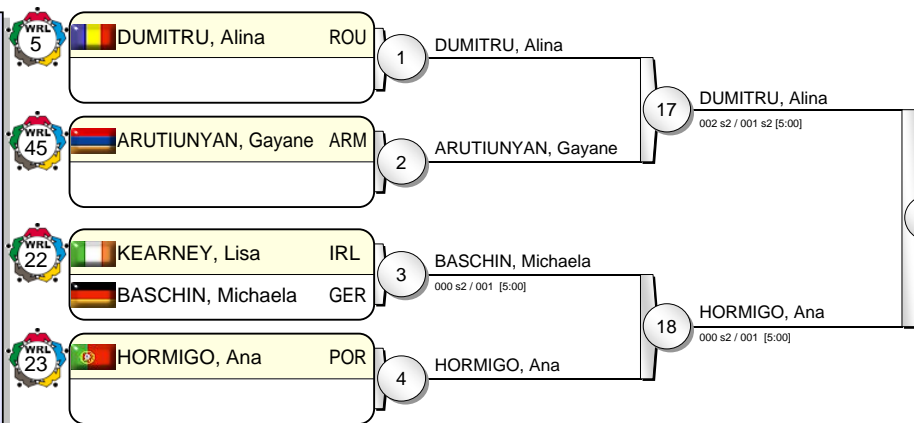 WRL
5
DUMITRU, Alina ROU
1
DUMITRU, Alina
17
DUMITRU, Alina
002 s2 / 001 s2 [5:00]
WRL
45
ARUTIUNYAN, Gayane ARM
2
ARUTIUNYAN, Gayane
WRL
22
KEARNEY, Lisa IRL
BASCHIN, Michaela GER
3
BASCHIN, Michaela
000 s2 / 001 [5:00]
18
HORMIGO, Ana
000 s2 / 001 [5:00]
WRL
23
HORMIGO, Ana POR
4
HORMIGO, Ana